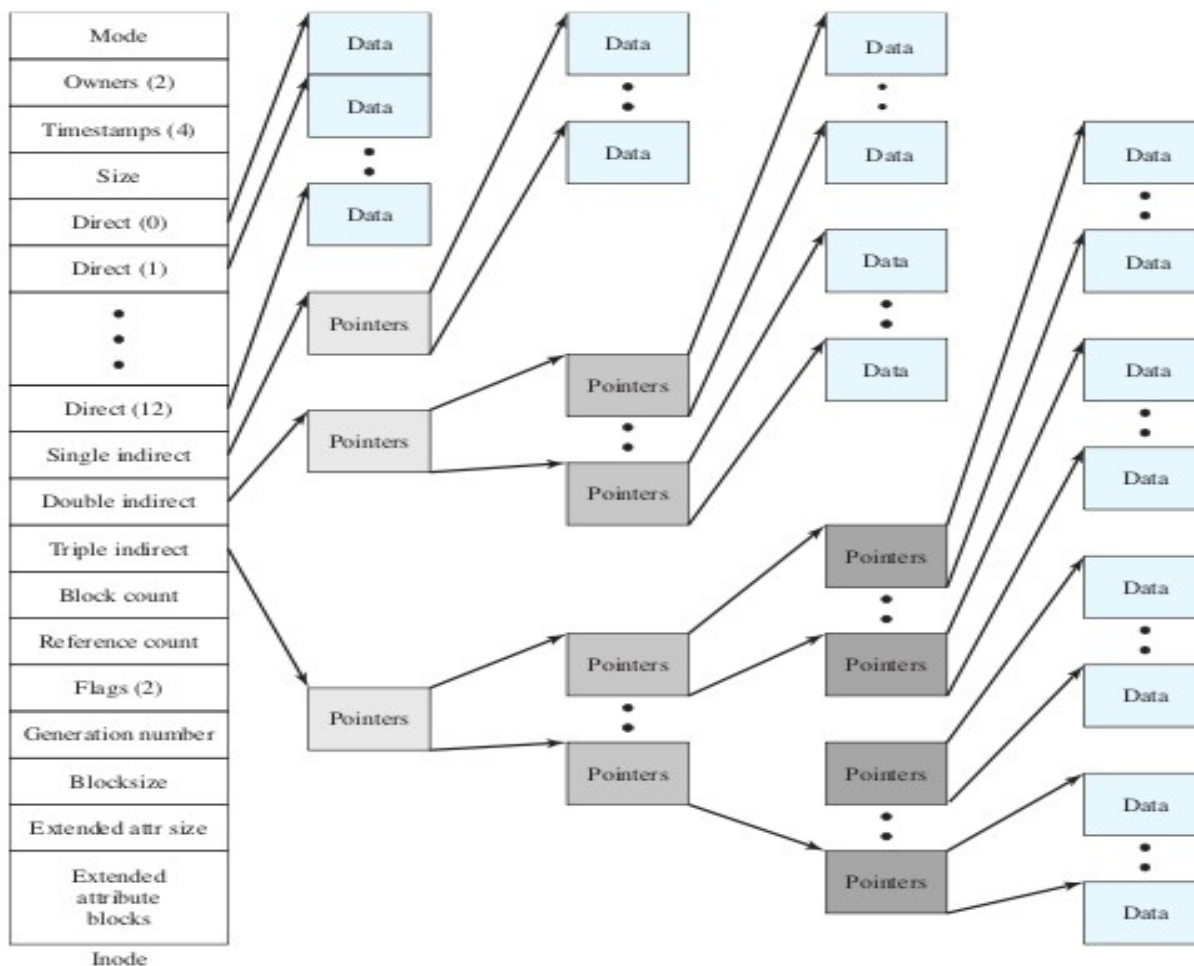 Mode
Owners (2)
Timestamps (4)
Size
Direct (0)
Direct (1)
Direct (12)
Single indirect
Double indirect
Triple indirect
Block count
Reference count
Flags (2)
Generation number
Blocksize
Extended attr size
Extended
attribute
blocks
Inode
Data
Data
Data
Pointers
Pointers
Pointers
Data
Data
Pointers
Pointers
Pointers
Pointers
Data
Data
Data
Data
Pointers
Pointers
Pointers
Pointers
Data
Data
Data
Data
Data
Data
Data
Data